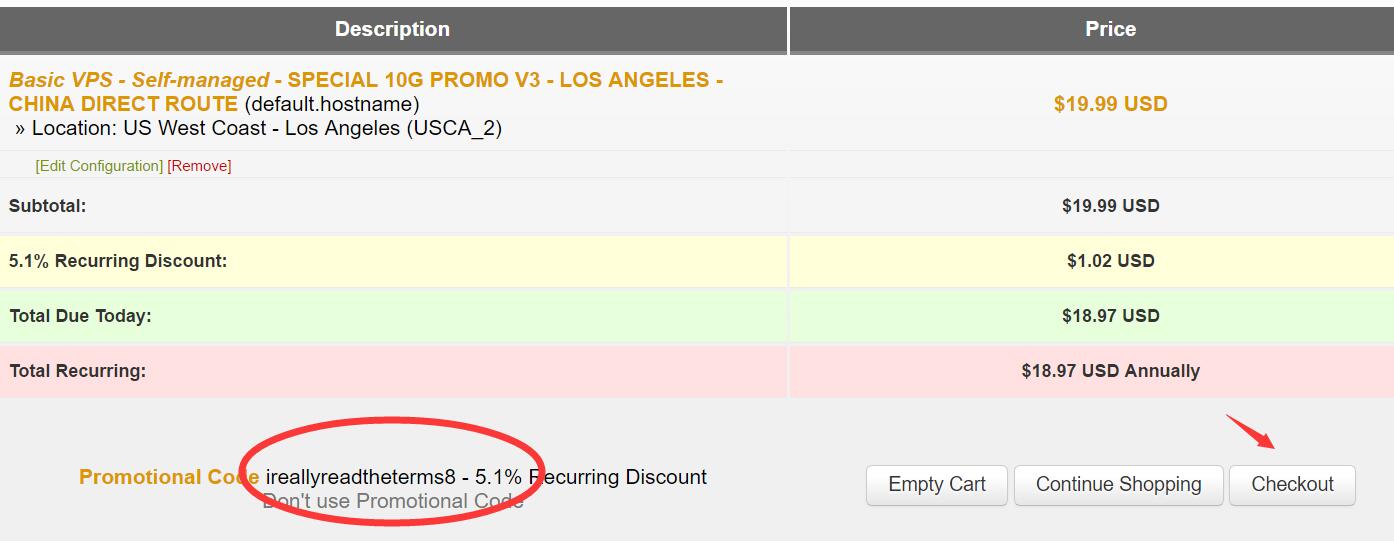 Description Price
Basic VPS - Self-managed - SPECIAL 10G PROMO V3 - LOS ANGELES -
CHINA DIRECT ROUTE (default.hostname) $19.99 USD
» Location: US West Coast - Los Angeles (USCA_2)
[Edit Configuration] [Remove]
Subtotal: $19.99 USD
5.1% Recurring Discount: $1.02 USD
Total Due Today: $18.97 USD
Total Recurring: $18.97 USD Annually
Promotional Code ireallyreadtheterms8 - 5.1% Recurring Discount
Don't use Promotional Code
Empty Cart Continue Shopping Checkout